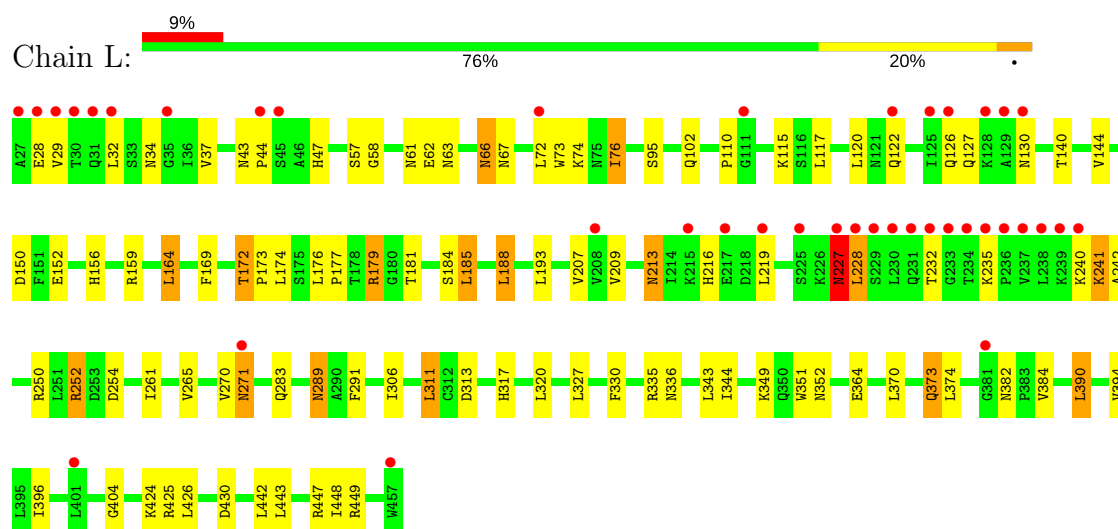 9%
Chain L:
76% 20% •
A27 E28 V29 T30 Q31 L32 S33 N34 G35 I36 V37 N43 P44 S45 A46 H47 S57 G58 N61 E62 N63 N66 N67 L72 W73 K74 N75 I76 S95 Q102 P110 G111 K115 S116 L117 L120 N121 Q122 I125 Q126 Q127 K128 A129 N130 T140 V144
D150 F151 E152 H156 R159 L164 F169 T172 P173 L174 S175 L176 P177 T178 R179 G180 T181 S184 L185 L188 L193 V207 V208 V209 N213 I214 K215 H216 E217 D218 L219 S225 K226 N227 L228 S229 L230 Q231 T232 G233 T234 K235 P236 V237 L238 K239 K240 K241 A242
R250 L251 R252 D253 D254 I261 V265 V270 N271 Q283 N289 A290 F291 I306 L311 C312 D313 H317 L320 L327 F330 R335 N336 L343 I344 K349 Q350 W351 N352 E364 L370 Q373 L374 G381 N382 P383 V384 L390 V394
L395 I396 L401 G404 K424 R425 L426 D430 L442 L443 R447 I448 R449 W457